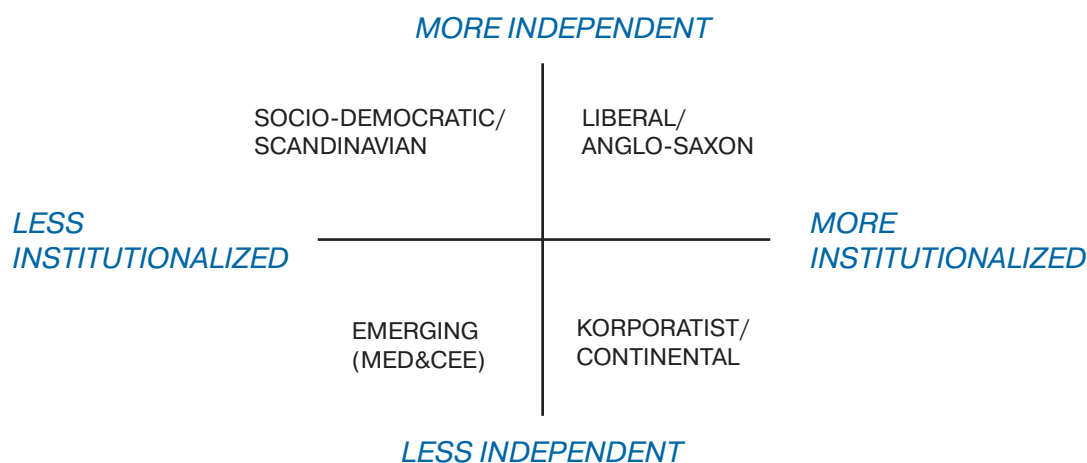 MORE INDEPENDENT
SOCIO-DEMOCRATIC/
SCANDINAVIAN
LIBERAL/
ANGLO-SAXON
LESS
INSTITUTIONALIZED
MORE
INSTITUTIONALIZED
EMERGING
(MED&CEE)
KORPORATIST/
CONTINENTAL
LESS INDEPENDENT